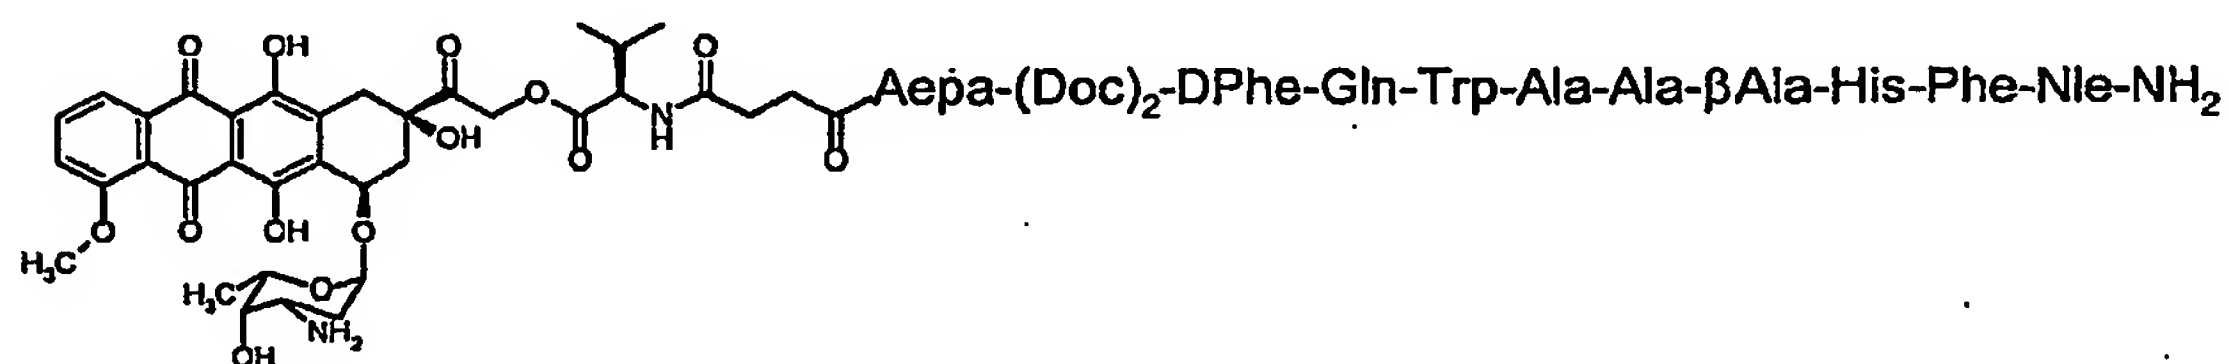 O OH O O
Aepa-(Doc)2-DPhe-Gln-Trp-Ala-Ala-βAla-His-Phe-Nle-NH2
O
OH O N
H O
O O OH O
H3C
H3C O
NH2
OH